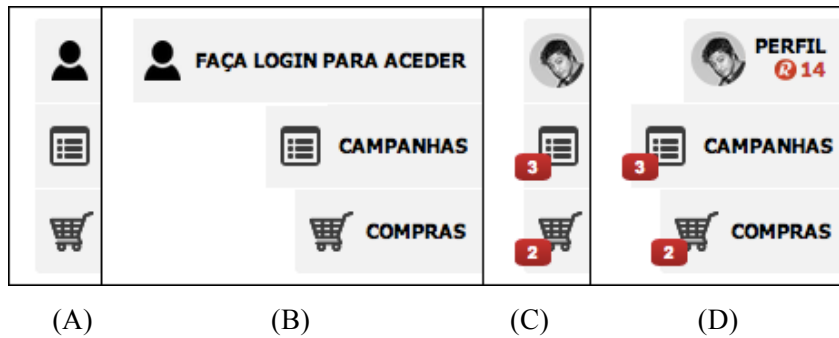 FAÇA LOGIN PARA ACEDER
CAMPANHAS
COMPRAS
3
2
PERFIL
R 14
3
CAMPANHAS
2
COMPRAS
(A)
(B)
(C)
(D)